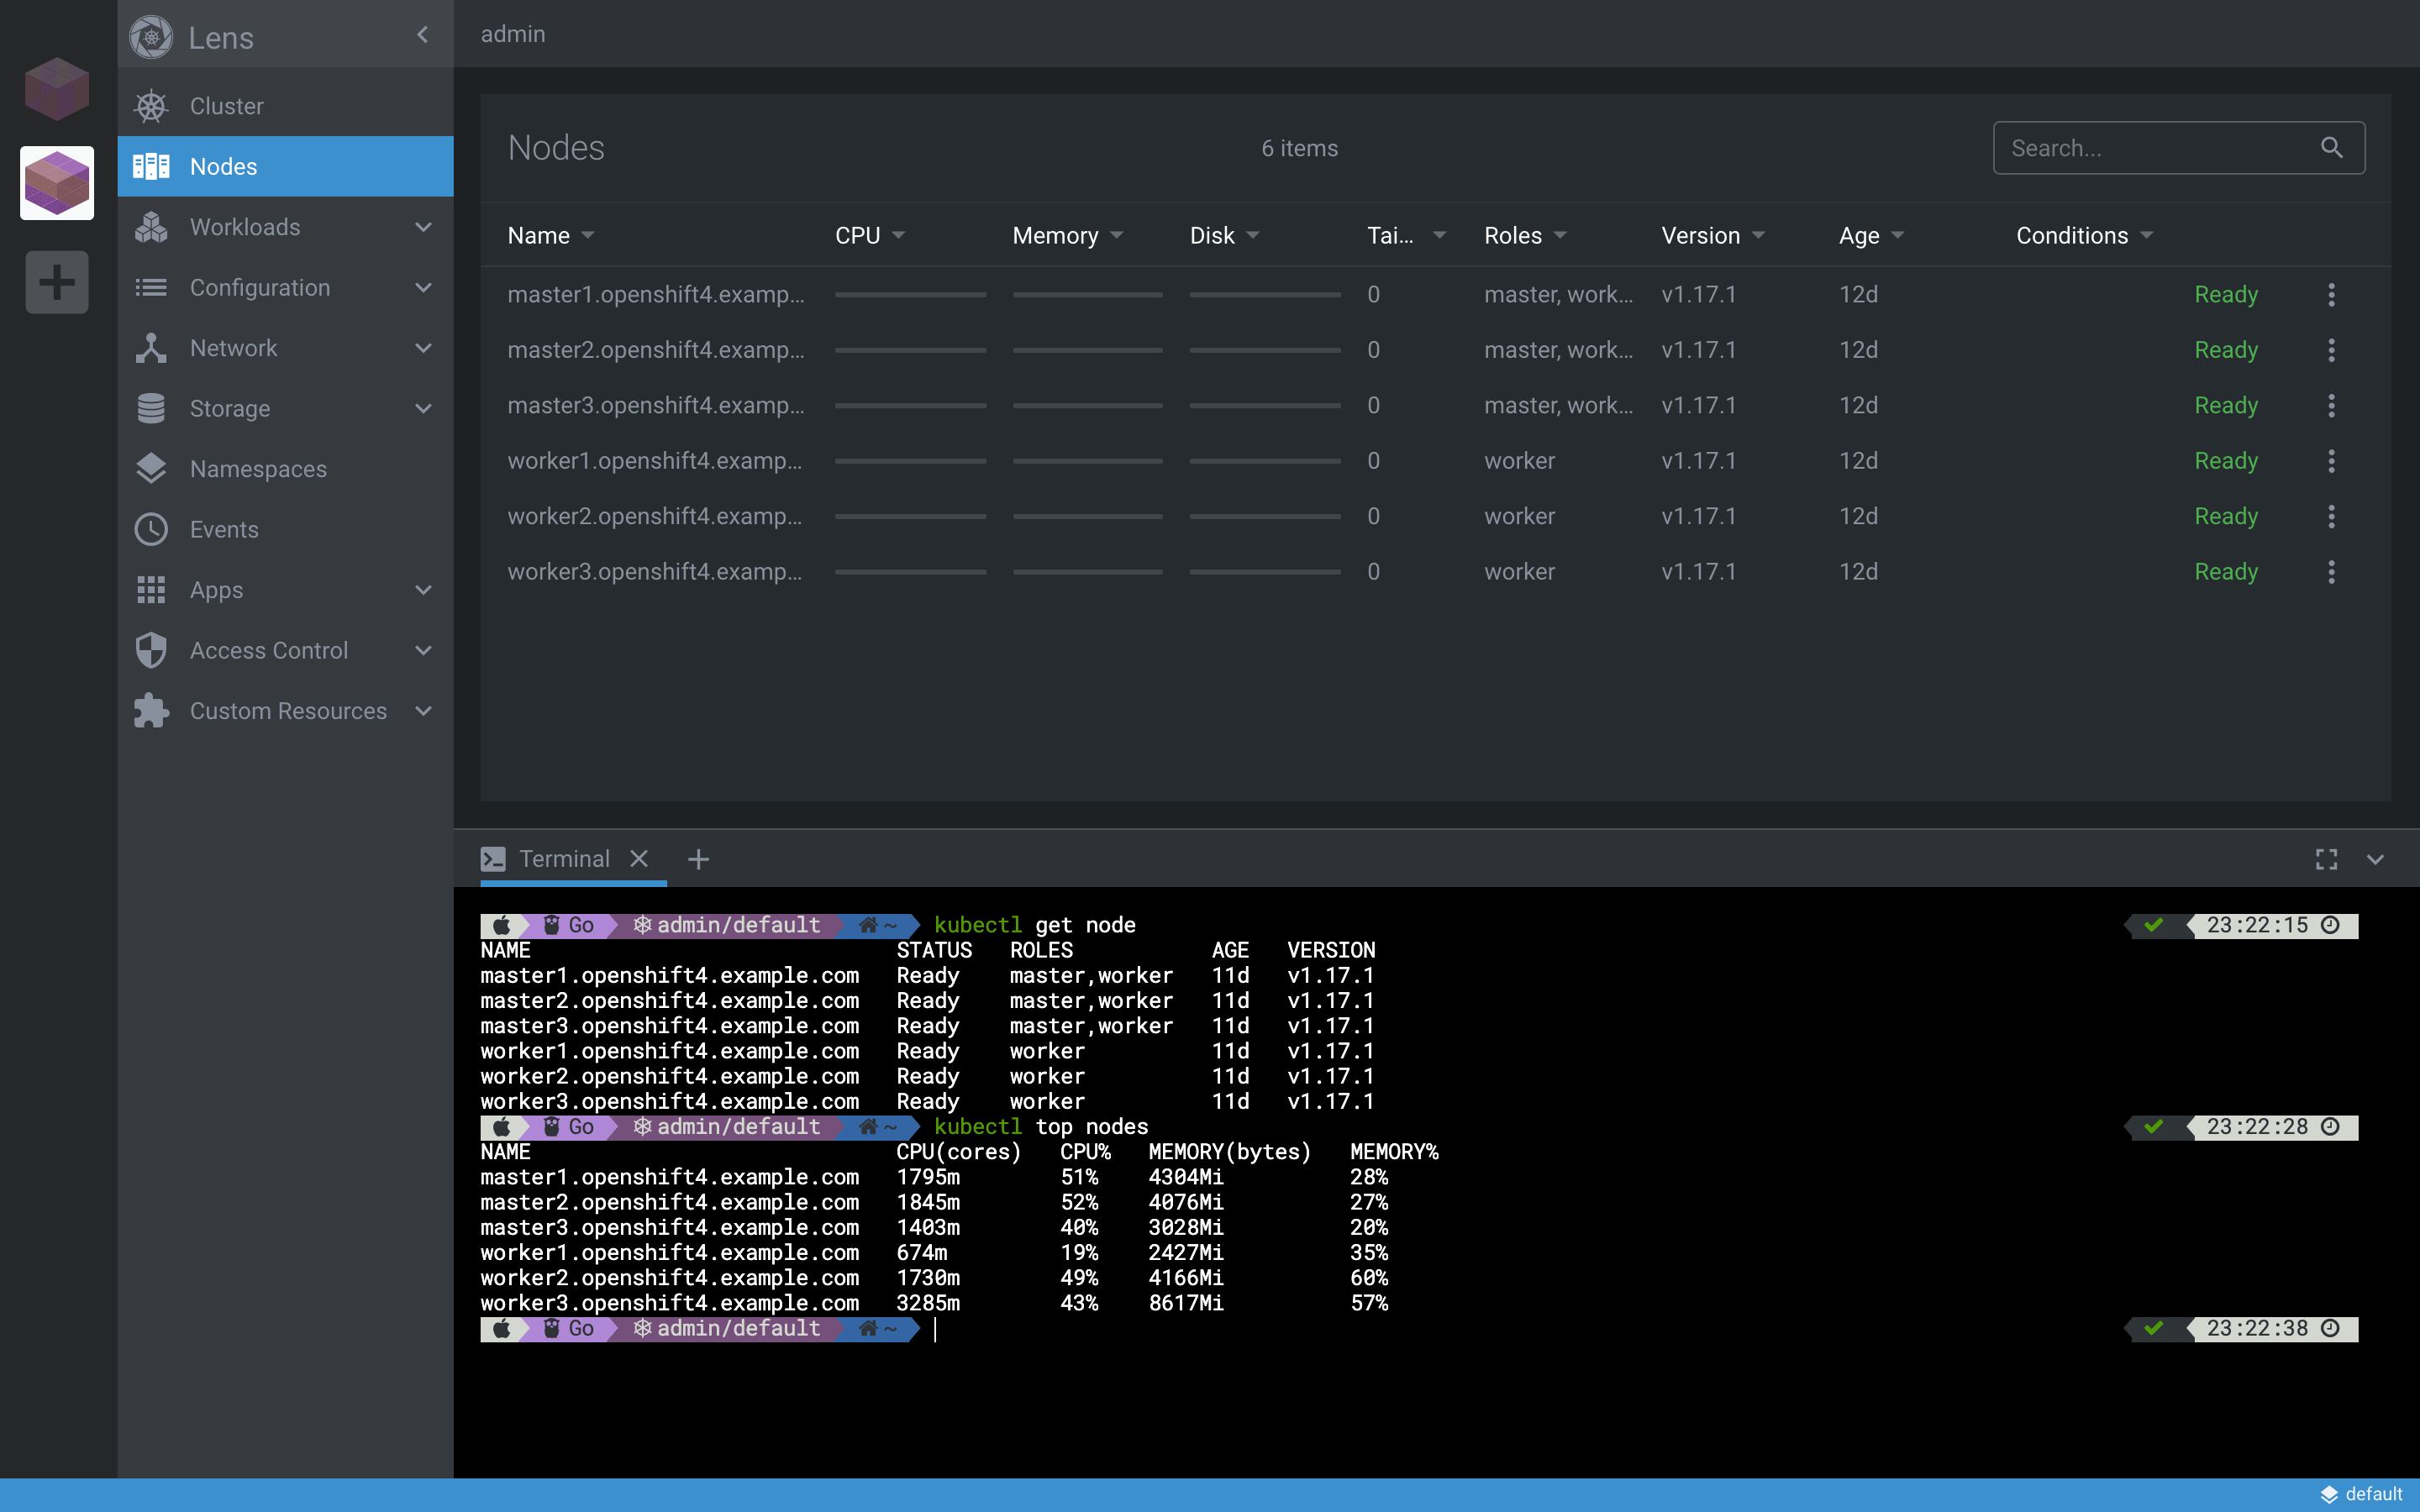 Lens
admin
Cluster
Nodes
Workloads
Configuration
Network
Storage
Namespaces
Events
Apps
Access Control
Custom Resources
Nodes 6 items Search...
Name CPU Memory Disk Tai... Roles Version Age Conditions
master1.openshift4.examp... 0 master, work... v1.17.1 12d Ready
master2.openshift4.examp... 0 master, work... v1.17.1 12d Ready
master3.openshift4.examp... 0 master, work... v1.17.1 12d Ready
worker1.openshift4.examp... 0 worker v1.17.1 12d Ready
worker2.openshift4.examp... 0 worker v1.17.1 12d Ready
worker3.openshift4.examp... 0 worker v1.17.1 12d Ready
Terminal
Go admin/default ~ kubectl get node 23:22:15
NAME STATUS ROLES AGE VERSION
master1.openshift4.example.com Ready master,worker 11d v1.17.1
master2.openshift4.example.com Ready master,worker 11d v1.17.1
master3.openshift4.example.com Ready master,worker 11d v1.17.1
worker1.openshift4.example.com Ready worker 11d v1.17.1
worker2.openshift4.example.com Ready worker 11d v1.17.1
worker3.openshift4.example.com Ready worker 11d v1.17.1
Go admin/default ~ kubectl top nodes 23:22:28
NAME CPU(cores) CPU% MEMORY(bytes) MEMORY%
master1.openshift4.example.com 1795m 51% 4304Mi 28%
master2.openshift4.example.com 1845m 52% 4076Mi 27%
master3.openshift4.example.com 1403m 40% 3028Mi 20%
worker1.openshift4.example.com 674m 19% 2427Mi 35%
worker2.openshift4.example.com 1730m 49% 4166Mi 60%
worker3.openshift4.example.com 3285m 43% 8617Mi 57%
Go admin/default ~ 23:22:38
default